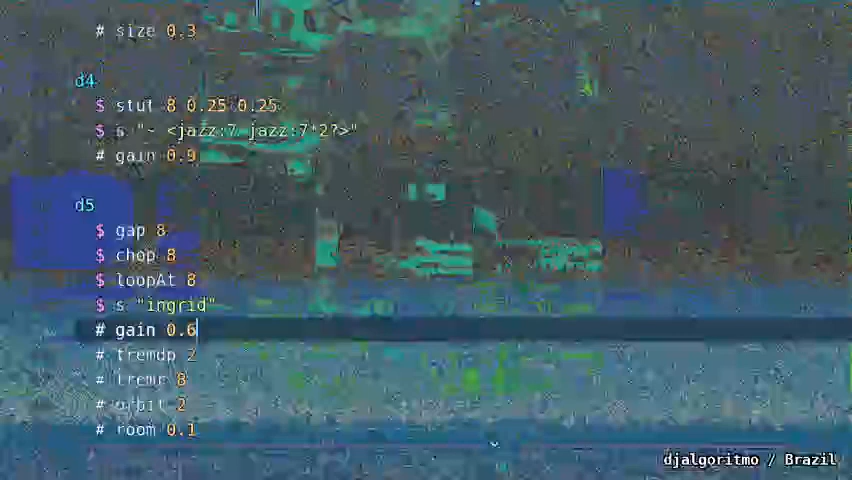 # size 0.3
d4
$ stut 8 0.25 0.25
$ s "~ <jazz:7 jazz:7*2?>"
# gain 0.9
d5
$ gap 8
$ chop 8
$ loopAt 8
$ s "ingrid"
# gain 0.6
# tremdp 2
# tremr 8
# orbit 2
# room 0.1
djalgoritmo / Brazil